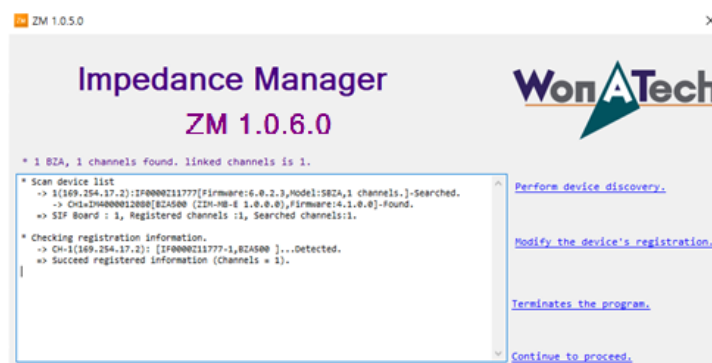 ZM ZM 1.0.5.0
Impedance Manager
ZM 1.0.6.0
WonATech
* 1 BZA, 1 channels found. linked channels is 1.
* Scan device list
-> 1(169.254.17.2):IF0000Z11777[Firmware:6.0.2.3,Model:SBZA,1 channels.]-Searched.
-> CH1=IM4000012080[BZA500 (ZIM-MB-E 1.0.0.0),Firmware:4.1.0.0]-Found.
=> SIF Board : 1, Registered channels :1, Searched channels:1.
* Checking registration information.
-> CH-1(169.254.17.2): [IF0000Z11777-1,BZA500 ]...Detected.
=> Succeed registered information (Channels = 1).
Perform device discovery.
Modify the device's registration.
Terminates the program.
Continue to proceed.